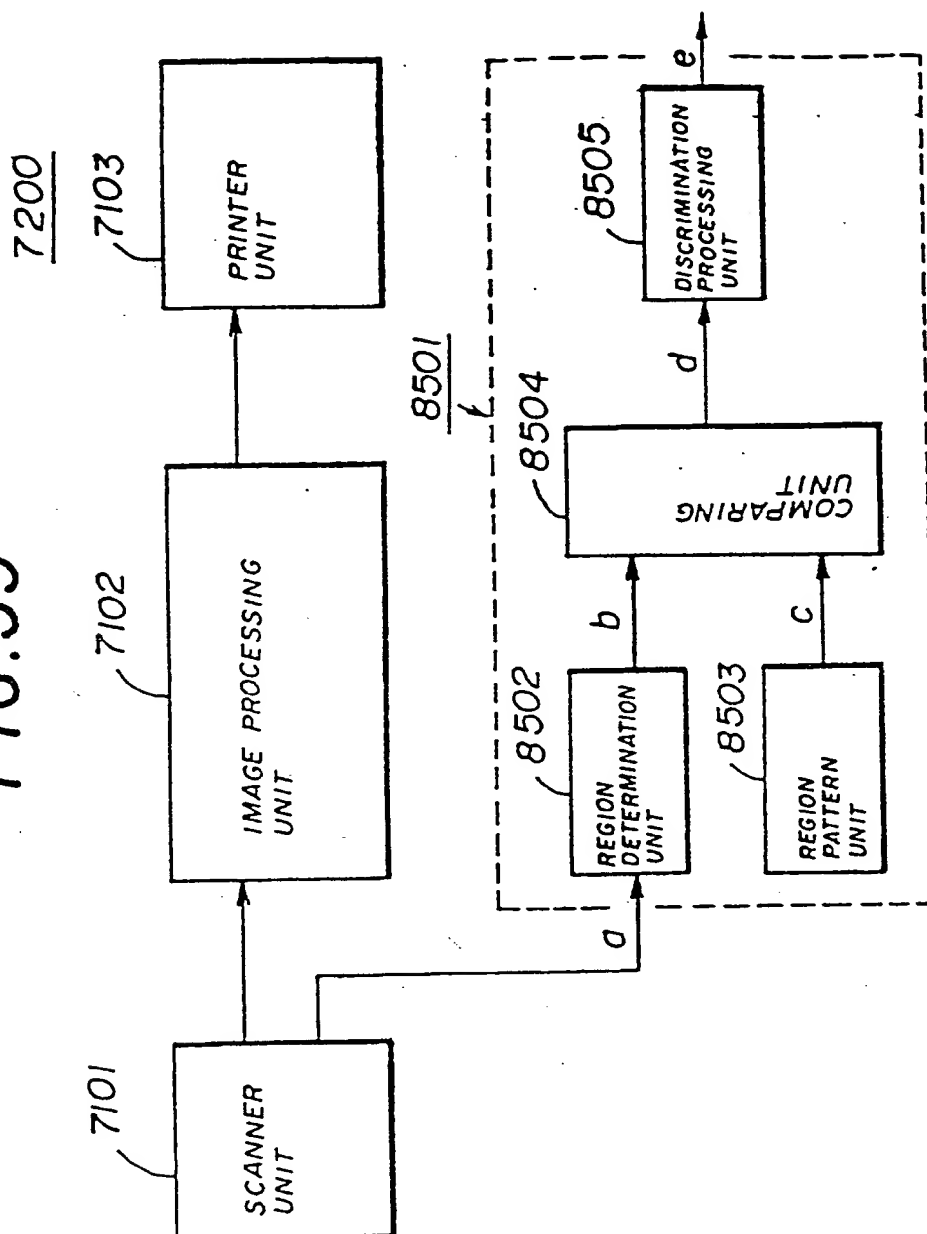 7200
7101
SCANNER
UNIT
7102
IMAGE PROCESSING
UNIT
7103
PRINTER
UNIT
8501
a
8502
REGION
DETERMINATION
UNIT
b
8503
REGION
PATTERN
UNIT
c
8504
COMPARING
UNIT
d
8505
DISCRIMINATION
PROCESSING
UNIT
e